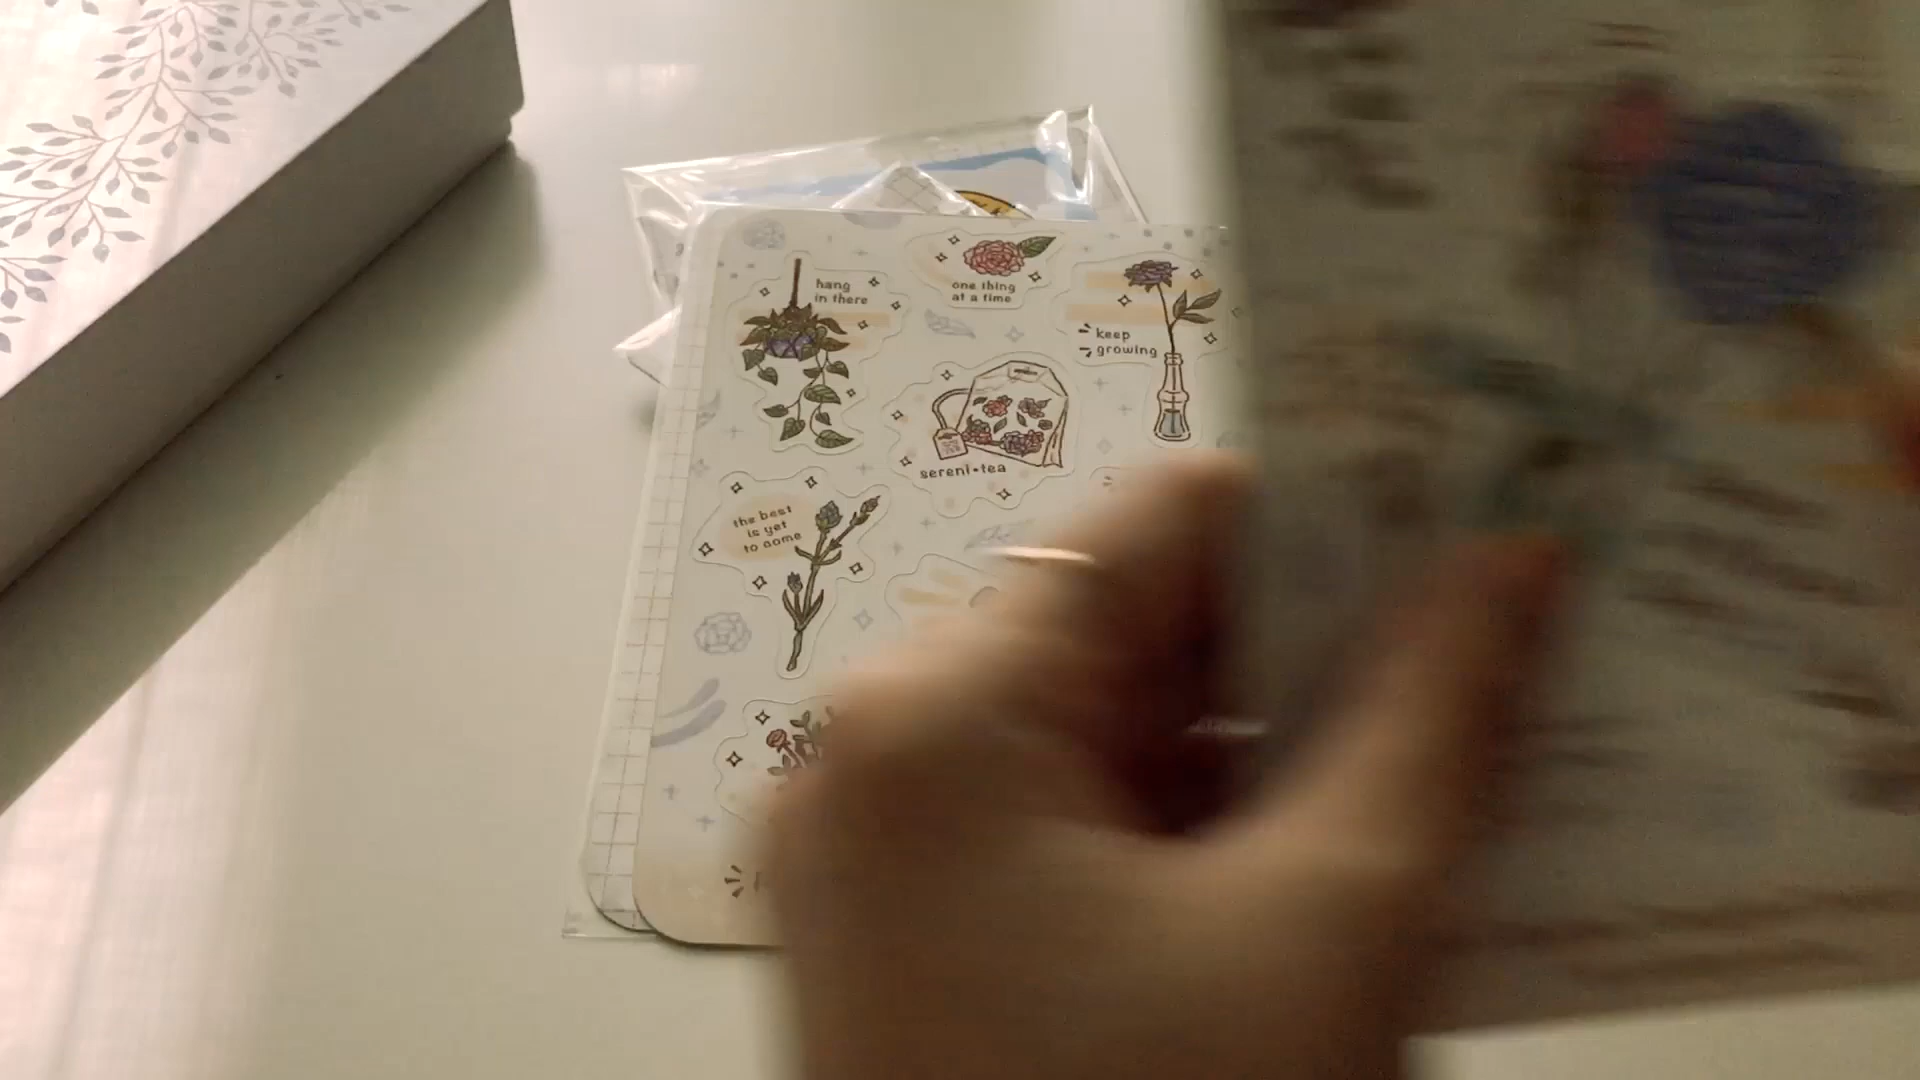 hang
in there
one thing
at a time
keep
growing
sereni•tea
the best
is yet
to come